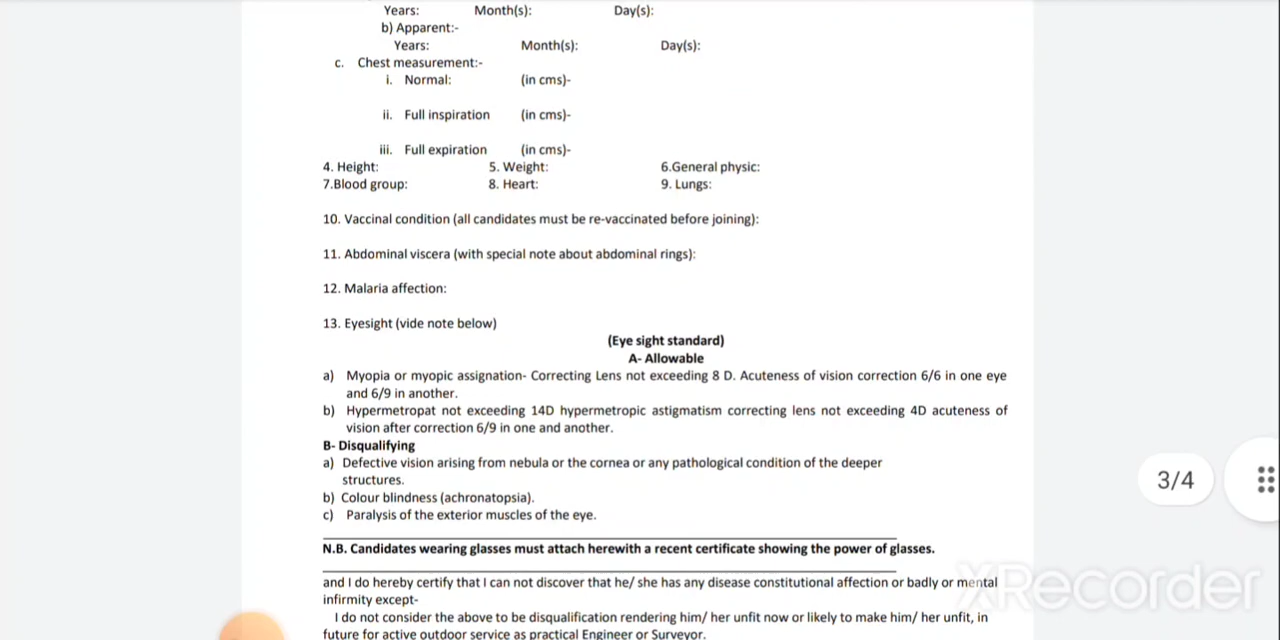 Years: Month(s): Day(s):
b) Apparent:-
Years: Month(s): Day(s):
c. Chest measurement:-
i. Normal: (in cms)-
ii. Full inspiration (in cms)-
iii. Full expiration (in cms)-
4. Height: 5. Weight: 6.General physic:
7.Blood group: 8. Heart: 9. Lungs:
10. Vaccinal condition (all candidates must be re-vaccinated before joining):
11. Abdominal viscera (with special note about abdominal rings):
12. Malaria affection:
13. Eyesight (vide note below)
(Eye sight standard)
A- Allowable
a) Myopia or myopic assignation- Correcting Lens not exceeding 8 D. Acuteness of vision correction 6/6 in one eye
and 6/9 in another.
b) Hypermetropat not exceeding 14D hypermetropic astigmatism correcting lens not exceeding 4D acuteness of
vision after correction 6/9 in one and another.
B- Disqualifying
a) Defective vision arising from nebula or the cornea or any pathological condition of the deeper
structures.
b) Colour blindness (achronatopsia).
c) Paralysis of the exterior muscles of the eye.
N.B. Candidates wearing glasses must attach herewith a recent certificate showing the power of glasses.
and I do hereby certify that I can not discover that he/ she has any disease constitutional affection or badly or mental
infirmity except-
I do not consider the above to be disqualification rendering him/ her unfit now or likely to make him/ her unfit, in
future for active outdoor service as practical Engineer or Surveyor.
3/4
XRecorder